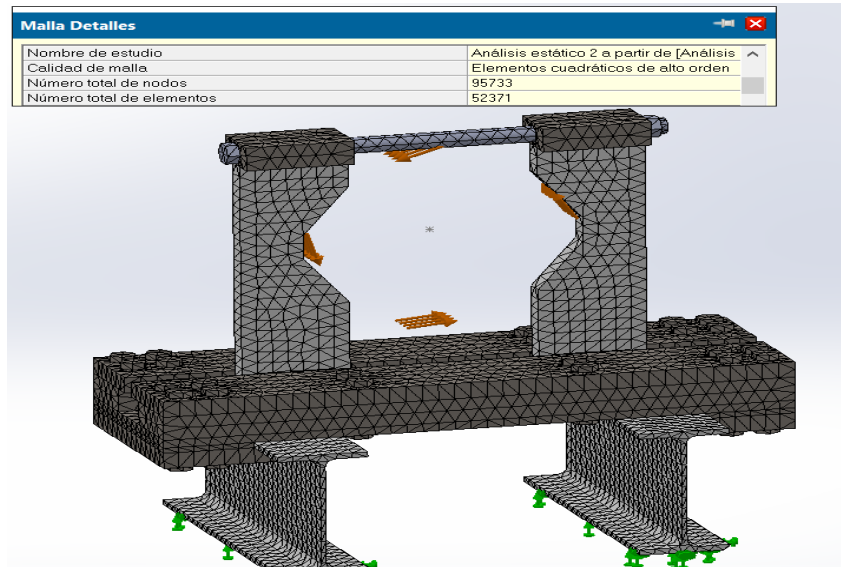 Malla Detalles
Nombre de estudio Análisis estático 2 a partir de [Análisis
Calidad de malla Elementos cuadráticos de alto orden
Número total de nodos 95733
Número total de elementos 52371